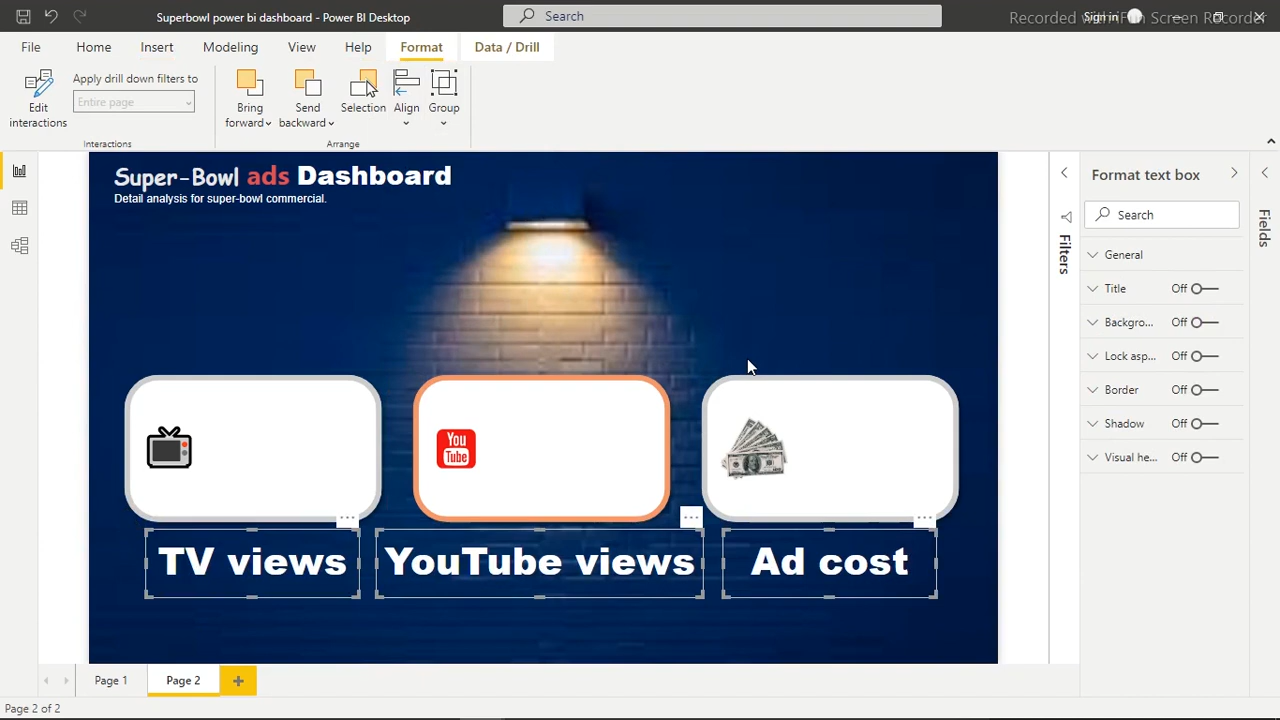 Superbowl power bi dashboard - Power BI Desktop
Search
Sign in
File
Home
Insert
Modeling
View
Help
Format
Data / Drill
Edit
interactions
Apply drill down filters to
Entire page
Interactions
Bring
forward
Send
backward
Selection
Align
Group
Arrange
Super-Bowl ads Dashboard
Detail analysis for super-bowl commercial.
You
Tube
TV views
YouTube views
Ad cost
Filters
Format text box
Search
General
Title Off
Backgro... Off
Lock asp... Off
Border Off
Shadow Off
Visual he... Off
Fields
Page 1
Page 2
Page 2 of 2